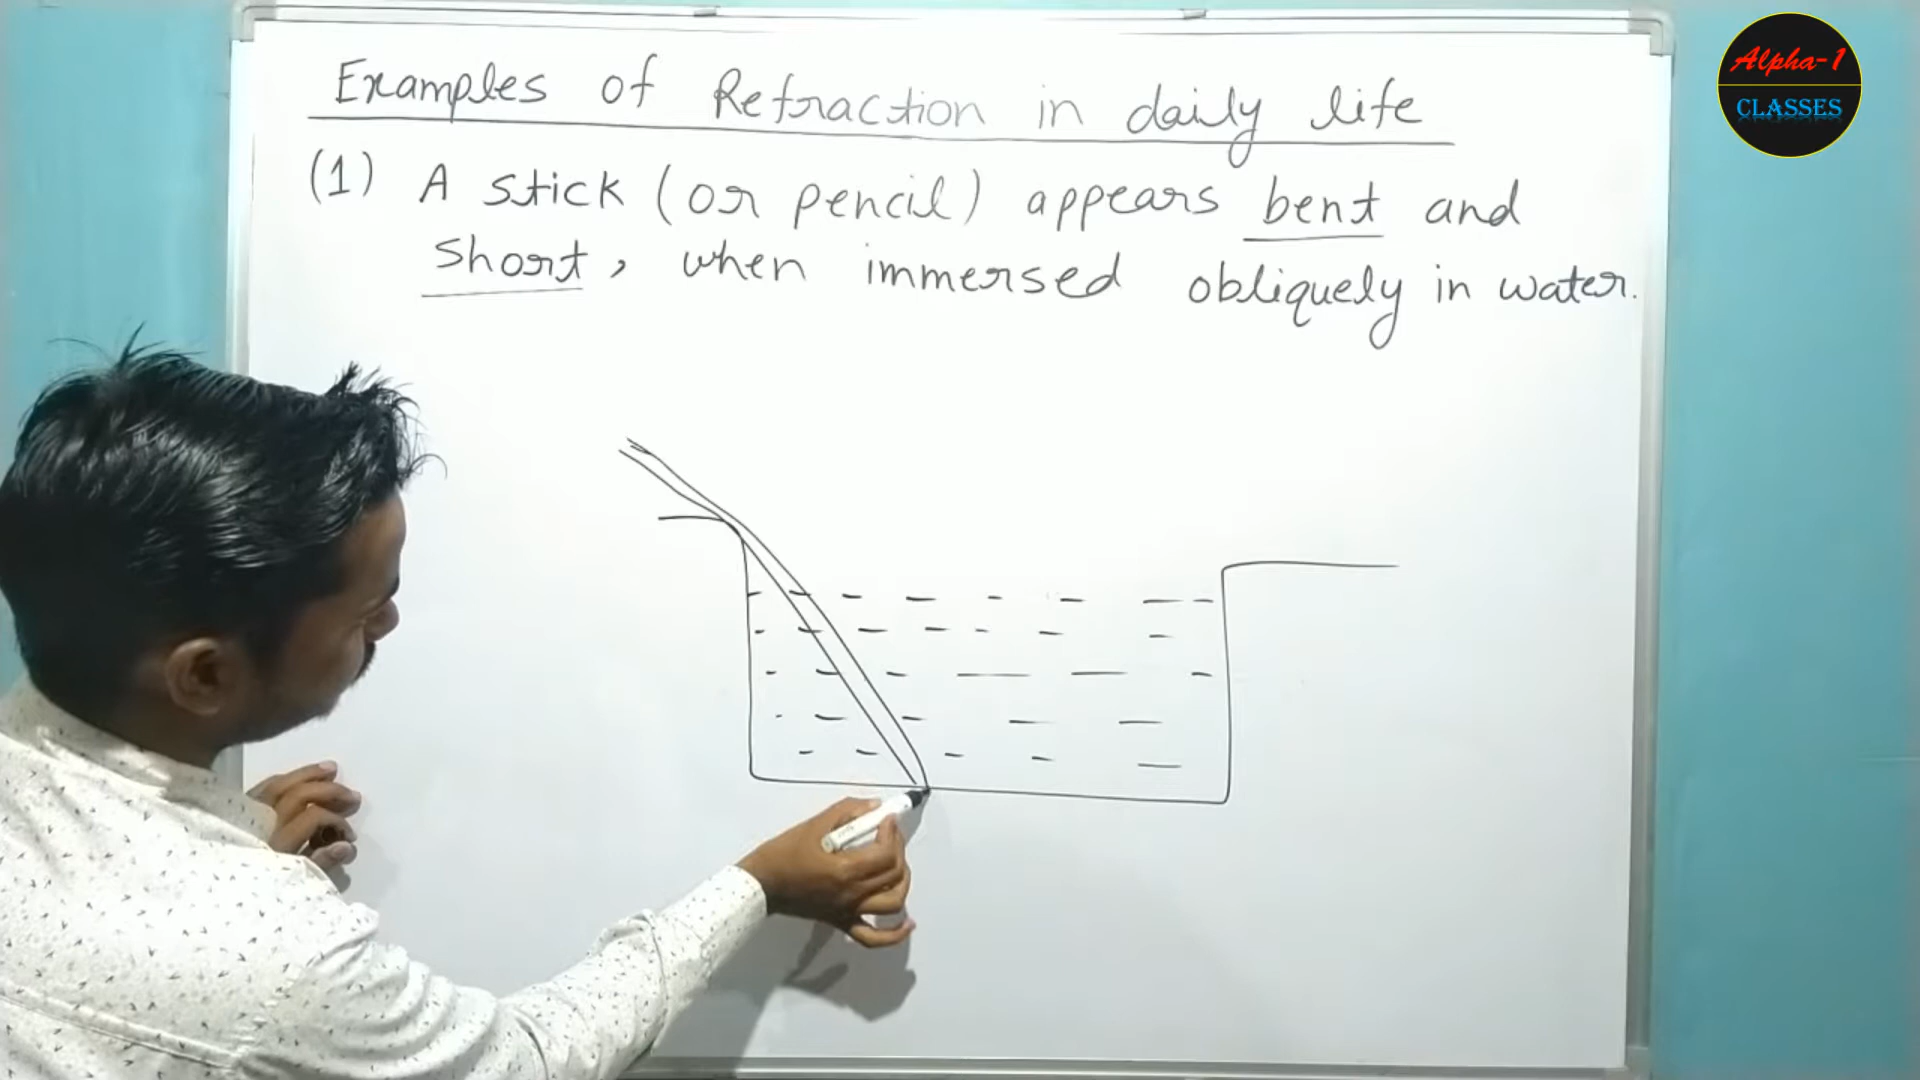 Examples of Refraction in daily life
(1) A stick (or pencil) appears bent and
short, when immersed obliquely in water.
Alpha-1
CLASSES